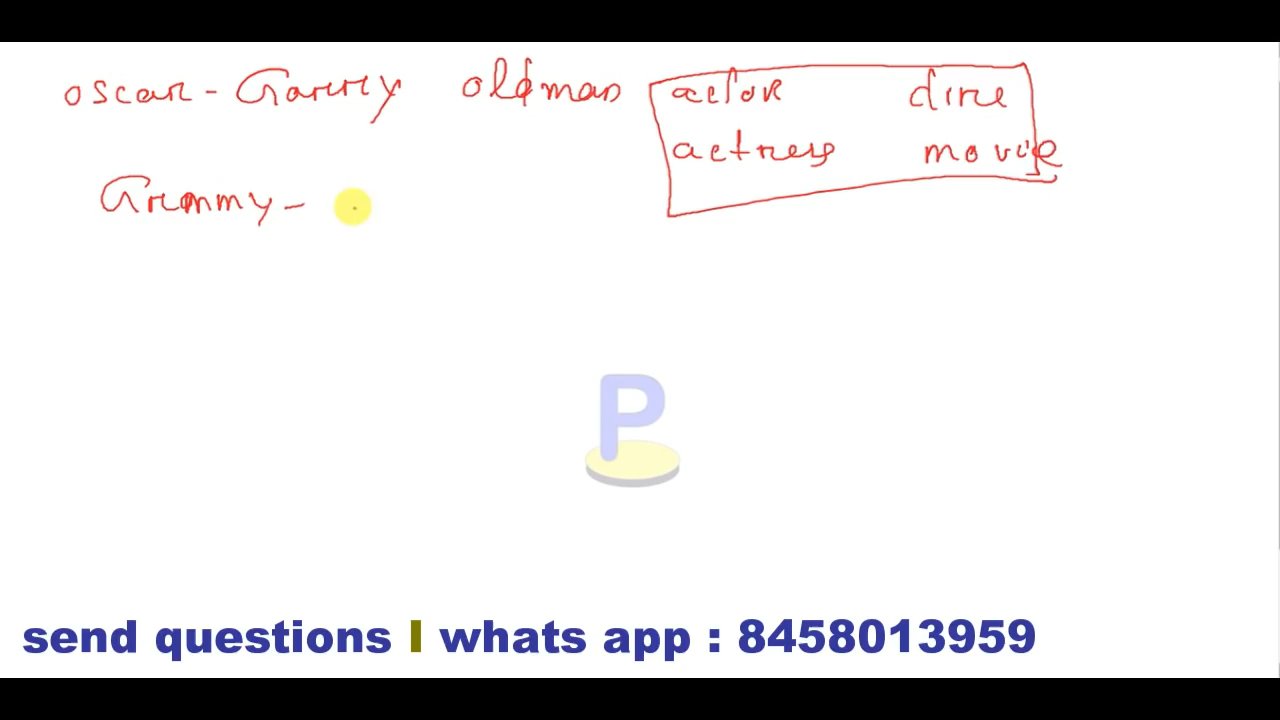 oscar - Garry oldman actor dire
actress movie
Grammy -
P
send questions I whats app : 8458013959